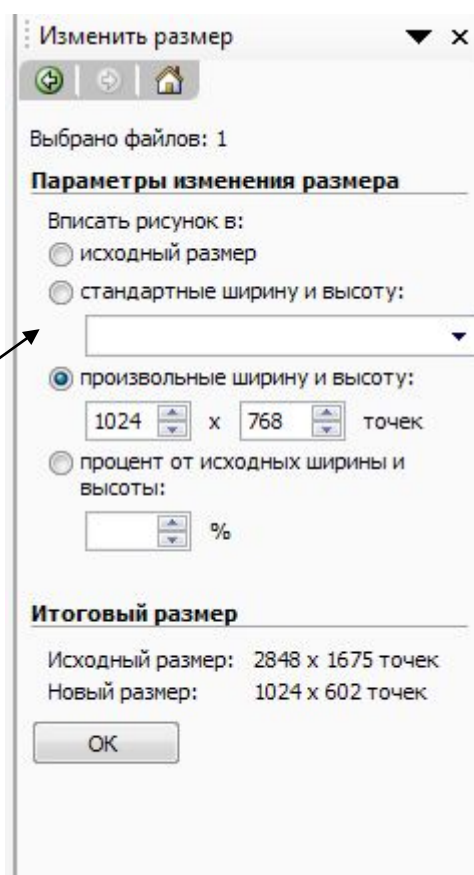 Изменить размер
Выбрано файлов: 1
Параметры изменения размера
Вписать рисунок в:
исходный размер
стандартные ширину и высоту:
произвольные ширину и высоту:
1024 x 768 точек
процент от исходных ширины и
высоты:
%
Итоговый размер
Исходный размер: 2848 x 1675 точек
Новый размер: 1024 x 602 точек
OK